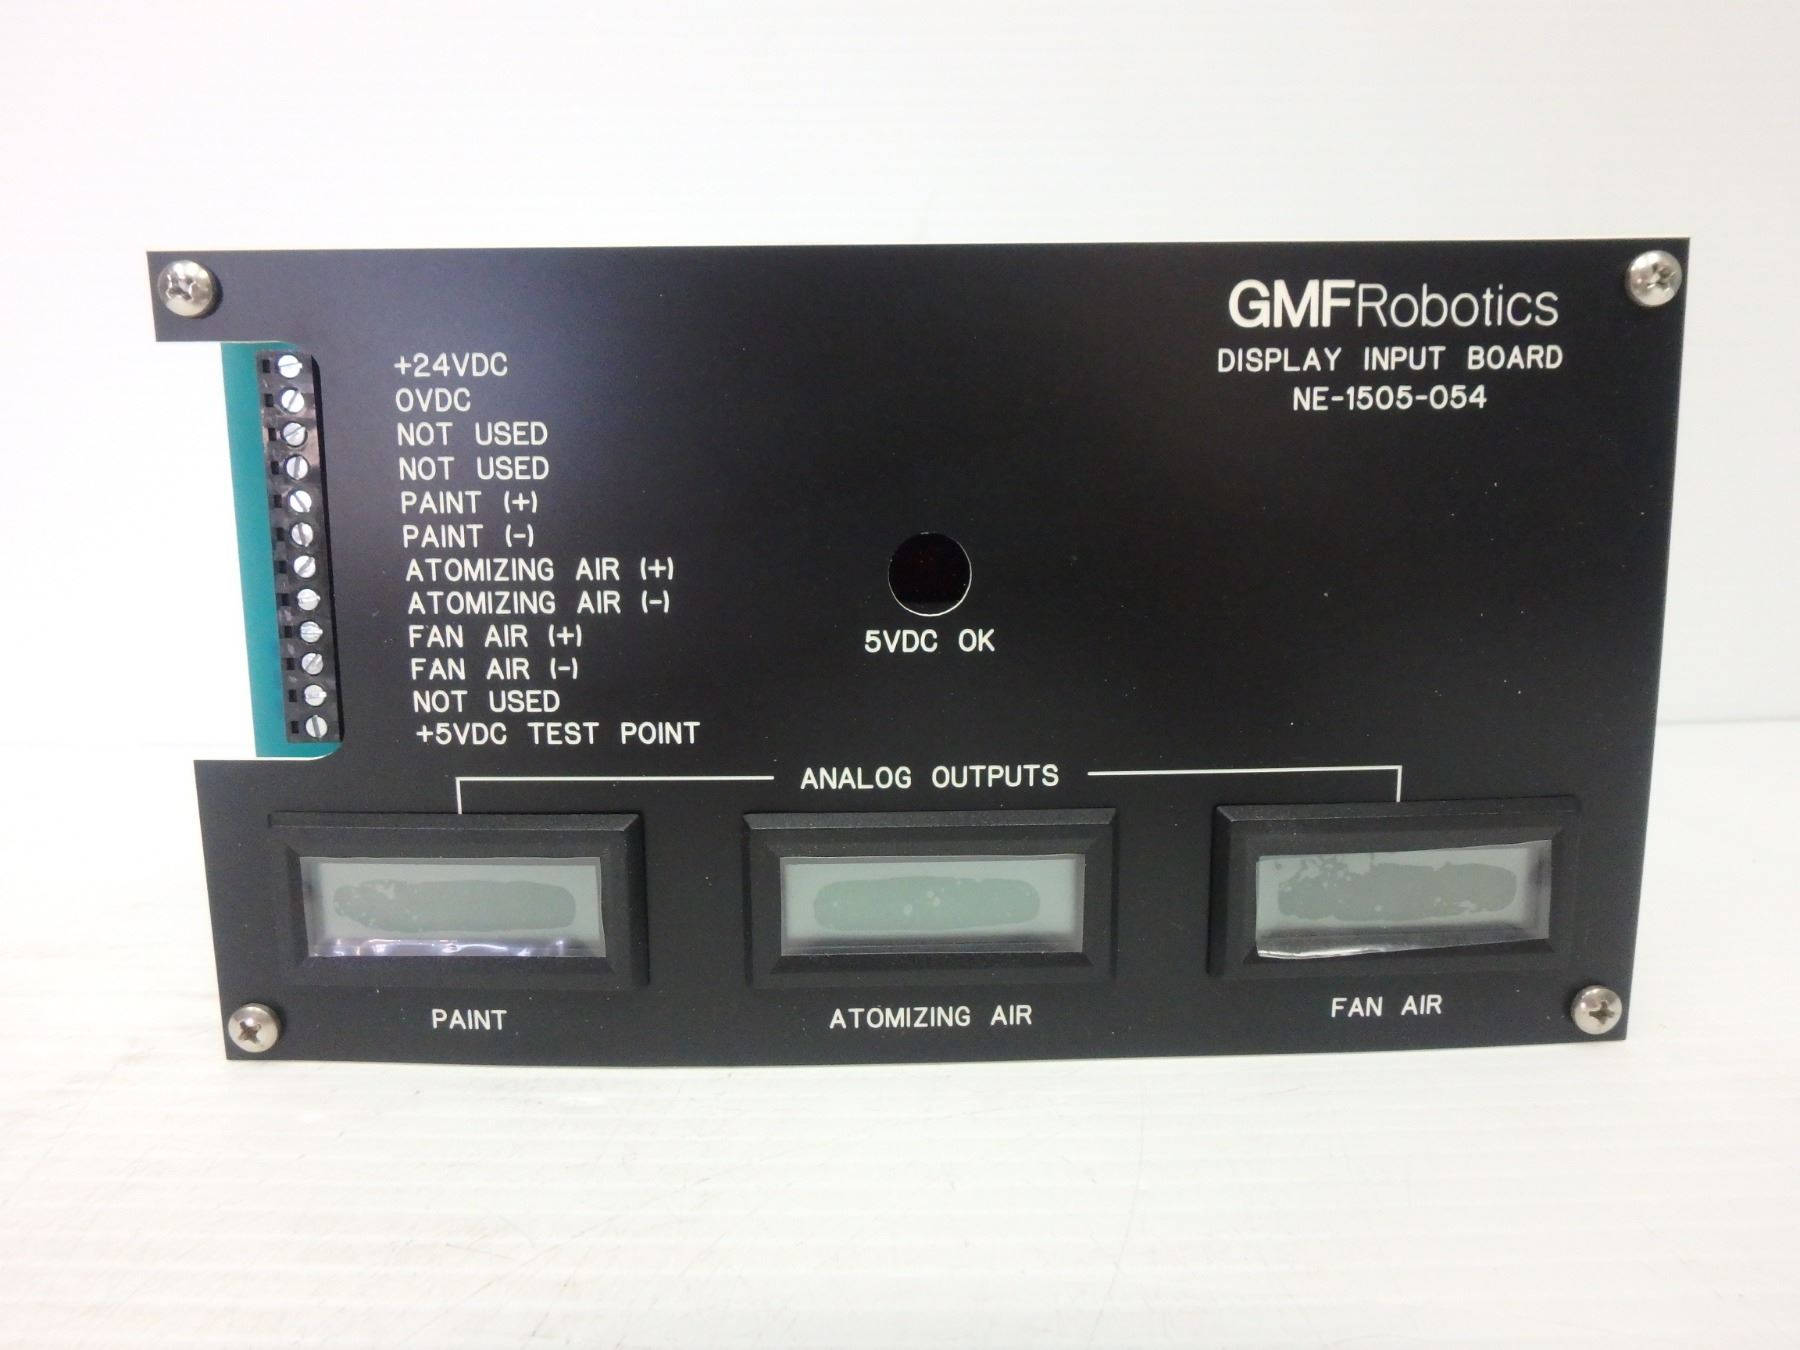 GMFRobotics
DISPLAY INPUT BOARD
NE-1505-054
+24VDC
0VDC
NOT USED
NOT USED
PAINT (+)
PAINT (-)
ATOMIZING AIR (+)
ATOMIZING AIR (-)
FAN AIR (+)
FAN AIR (-)
NOT USED
+5VDC TEST POINT
5VDC OK
ANALOG OUTPUTS
PAINT
ATOMIZING AIR
FAN AIR